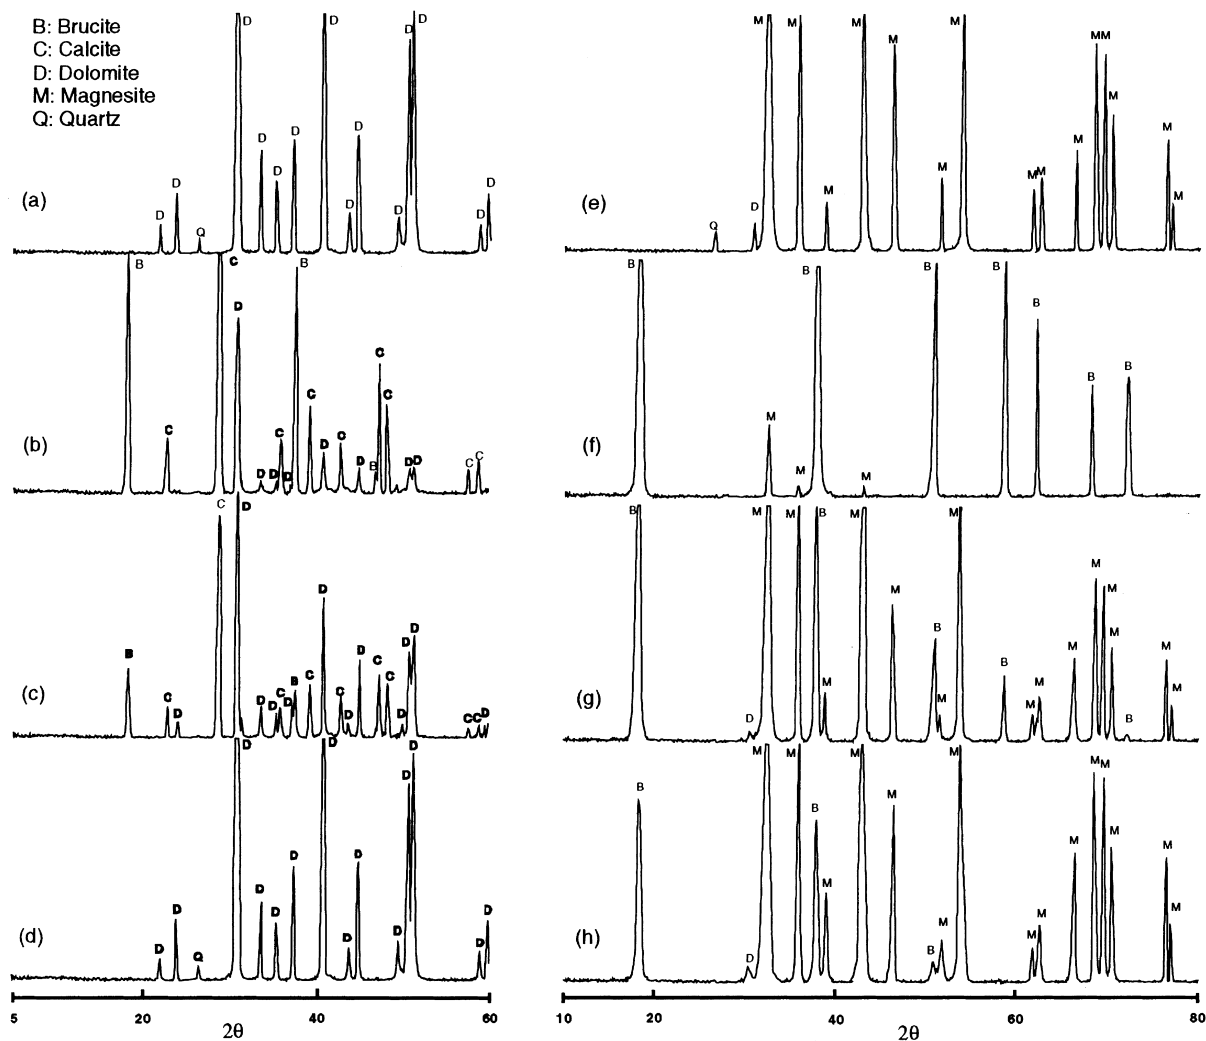 B: Brucite
C: Calcite
D: Dolomite
M: Magnesite
Q: Quartz
(a)
D D Q D D D D D D D D D D D D
(b)
B C C D D D C D B C D C D B C C D D C C
(c)
B C D C D D D C D B C D C D D C C D D D C C D
(d)
D D Q D D D D D D D D D D D D
5 20 40 60
2θ
(e)
Q D M M M M M M M M M M M M M M M
(f)
B M M B M B B B B B
(g)
B D M M B M M M B M M B M M M M M M B M M
(h)
B D M M B M M M B M M M M M M M M M M
10 20 40 60 80
2θ